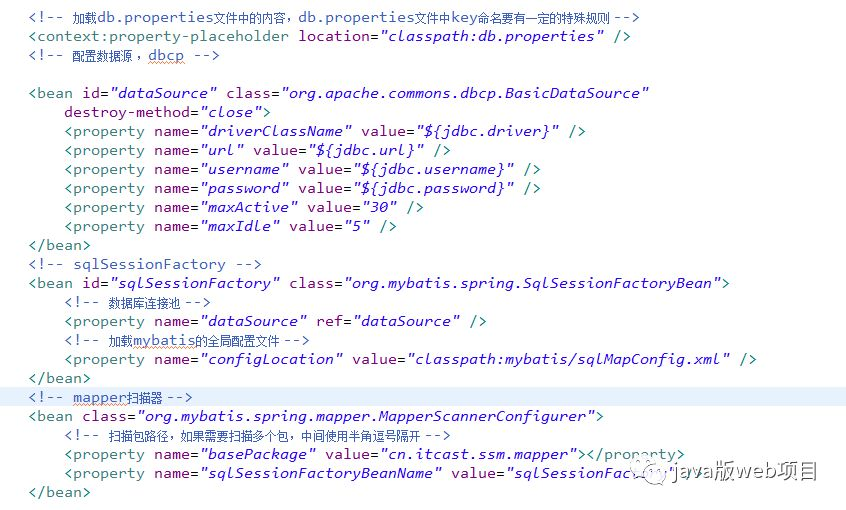 <!-- 加载db.properties文件中的内容，db.properties文件中key命名要有一定的特殊规则 -->
<context:property-placeholder location="classpath:db.properties" />
<!-- 配置数据源 ，dbcp -->
<bean id="dataSource" class="org.apache.commons.dbcp.BasicDataSource"
destroy-method="close">
<property name="driverClassName" value="${jdbc.driver}" />
<property name="url" value="${jdbc.url}" />
<property name="username" value="${jdbc.username}" />
<property name="password" value="${jdbc.password}" />
<property name="maxActive" value="30" />
<property name="maxIdle" value="5" />
</bean>
<!-- sqlSessionFactory -->
<bean id="sqlSessionFactory" class="org.mybatis.spring.SqlSessionFactoryBean">
<!-- 数据库连接池 -->
<property name="dataSource" ref="dataSource" />
<!-- 加载mybatis的全局配置文件 -->
<property name="configLocation" value="classpath:mybatis/sqlMapConfig.xml" />
</bean>
<!-- mapper扫描器 -->
<bean class="org.mybatis.spring.mapper.MapperScannerConfigurer">
<!-- 扫描包路径，如果需要扫描多个包，中间使用半角逗号隔开 -->
<property name="basePackage" value="cn.itcast.ssm.mapper"></property>
<property name="sqlSessionFactoryBeanName" value="sqlSessionFactory"
java版web项目
</bean>